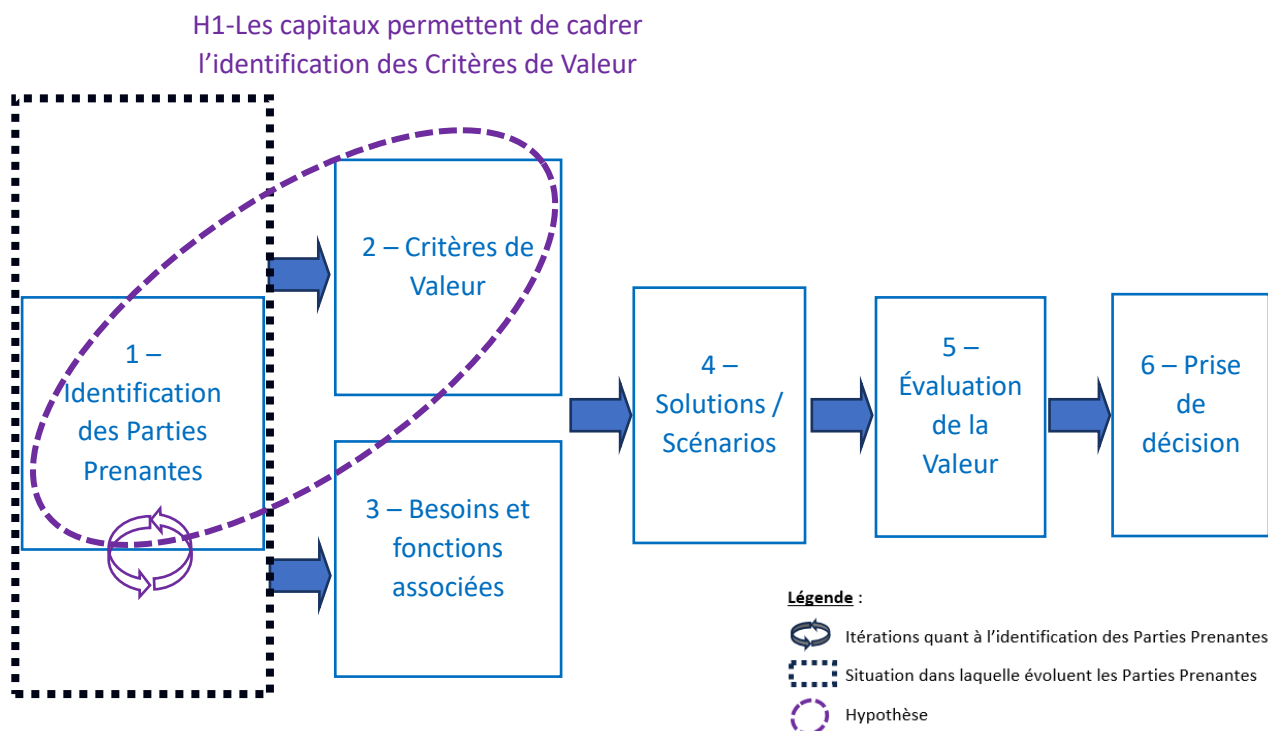 H1-Les capitaux permettent de cadrer
l’identification des Critères de Valeur
1 –
Identification
des Parties
Prenantes
2 – Critères de
Valeur
3 – Besoins et
fonctions
associées
4 –
Solutions /
Scénarios
5 –
Évaluation
de la
Valeur
6 – Prise
de
décision
Légende :
Itérations quant à l’identification des Parties Prenantes
Situation dans laquelle évoluent les Parties Prenantes
Hypothèse